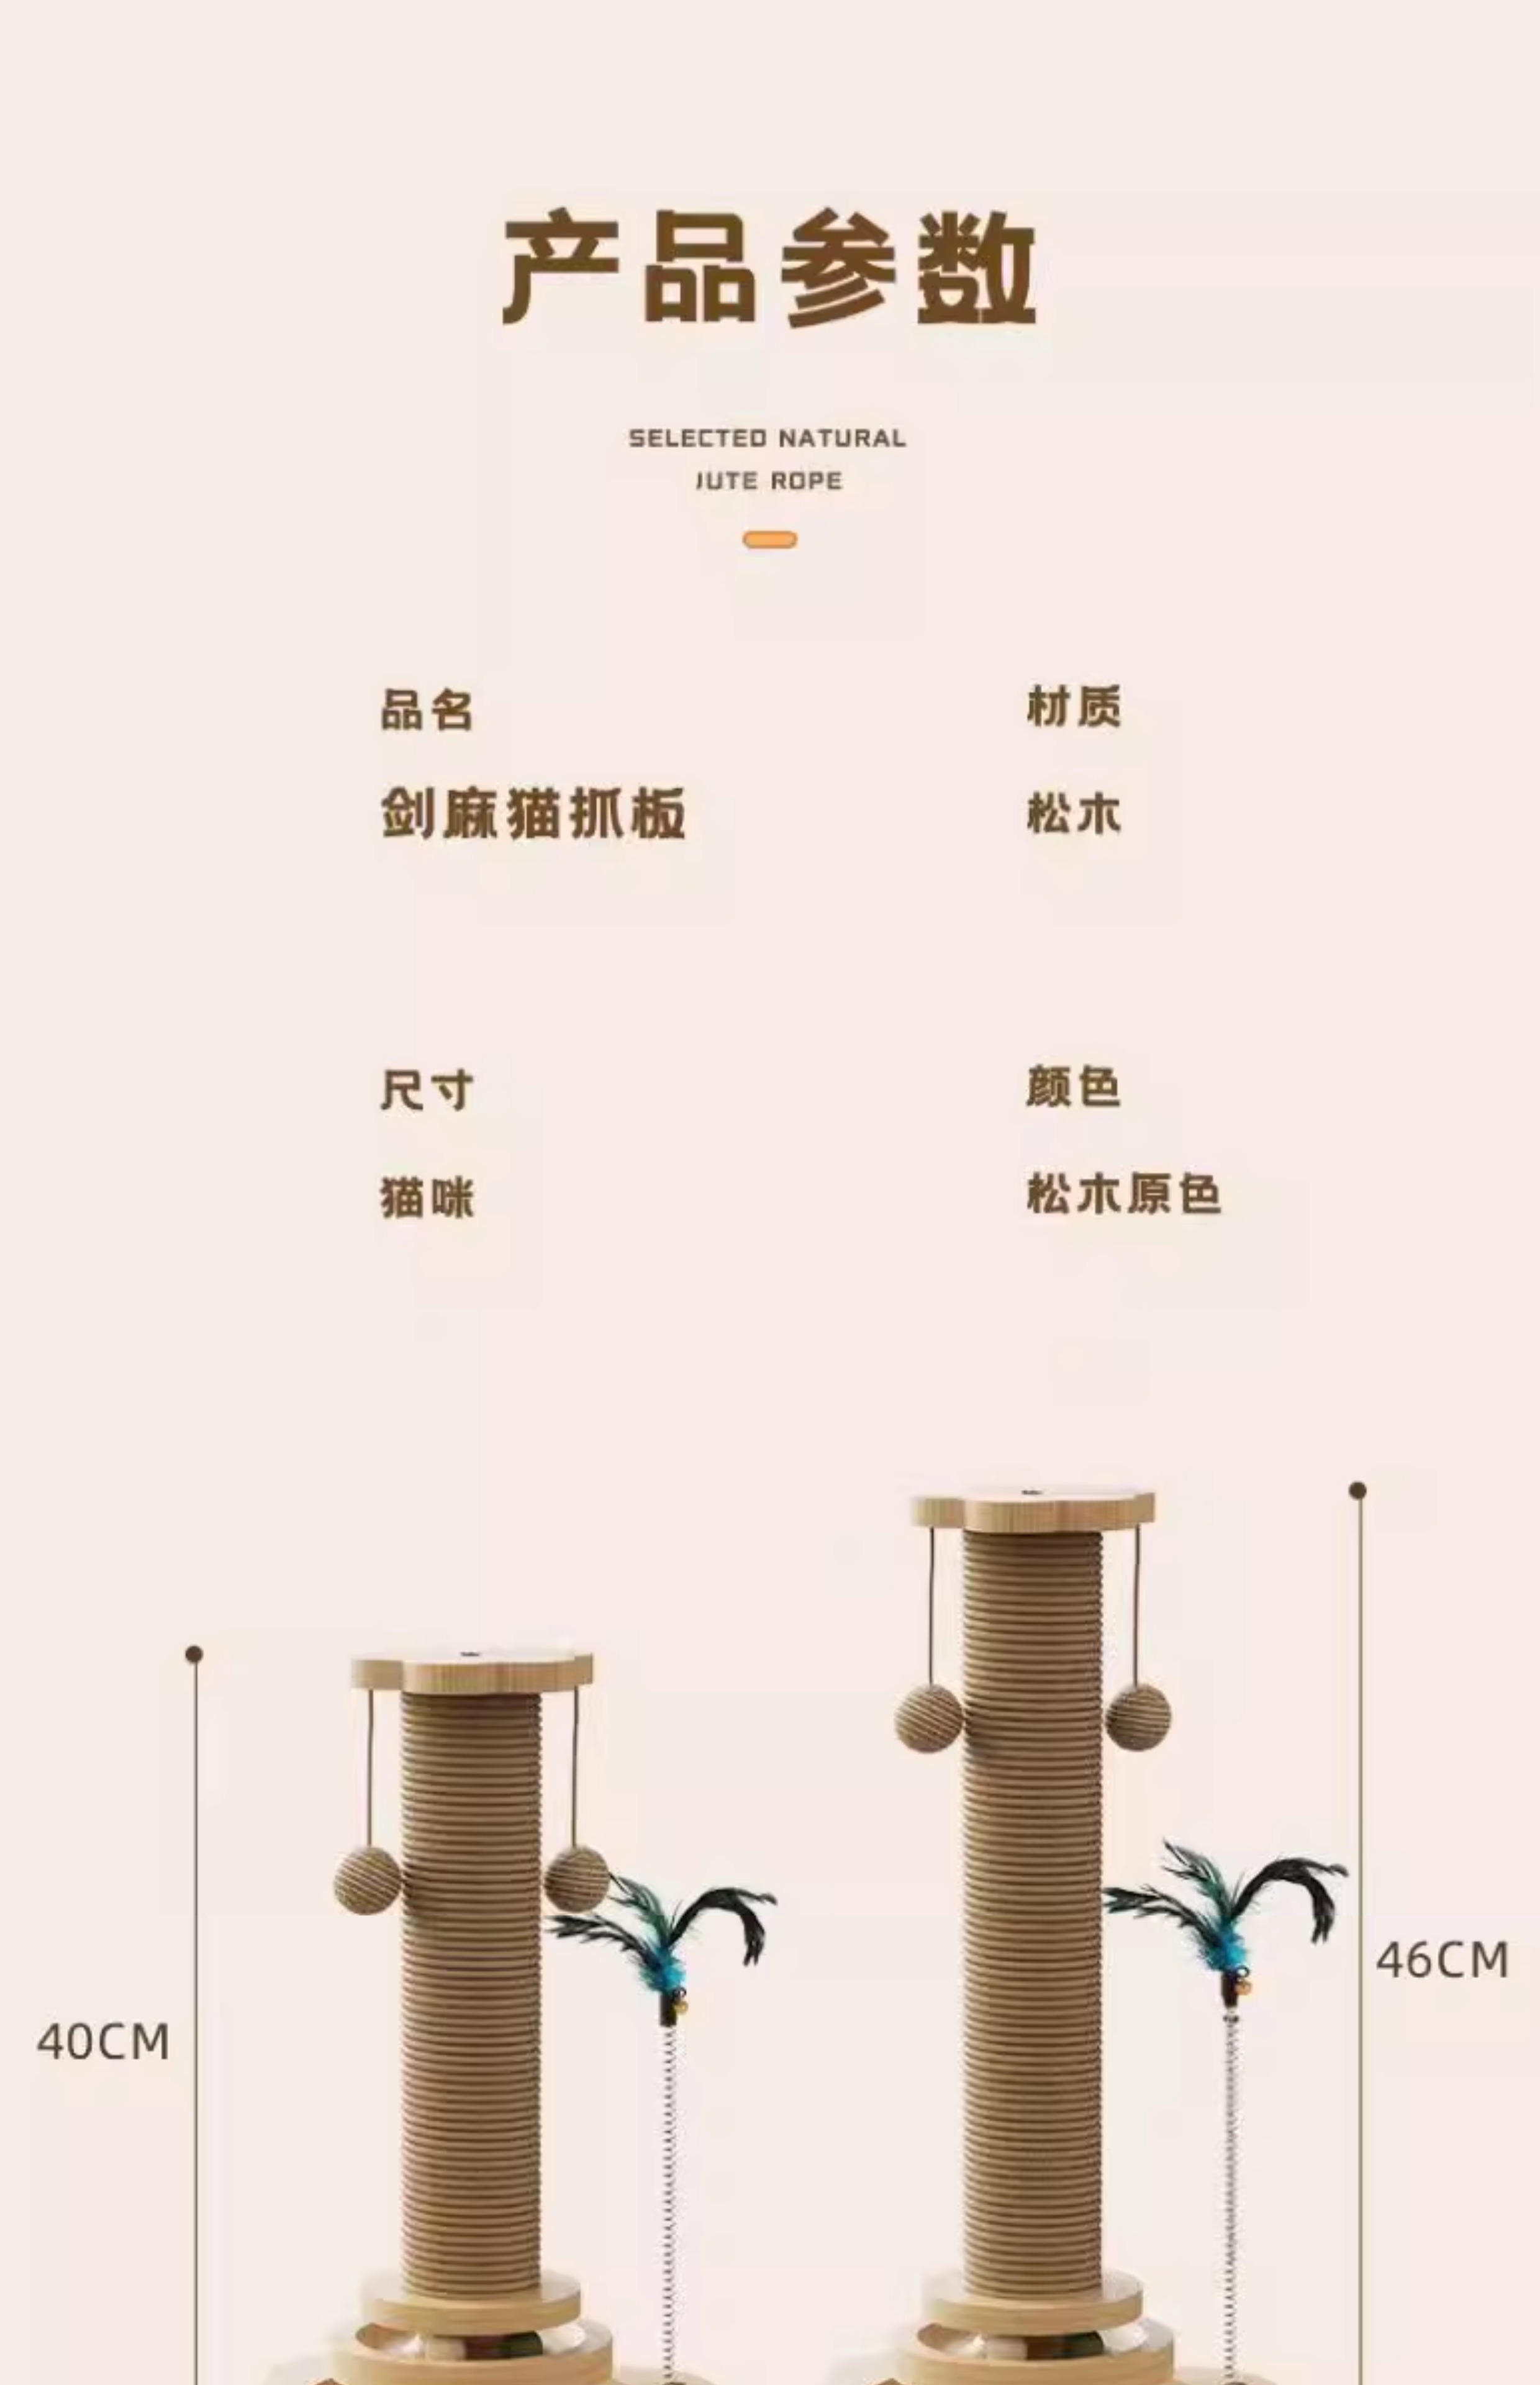 产品参数
SELECTED NATURAL
JUTE ROPE
品名
材质
剑麻猫抓板
松木
尺寸
颜色
猫咪
松木原色
46CM
40CM